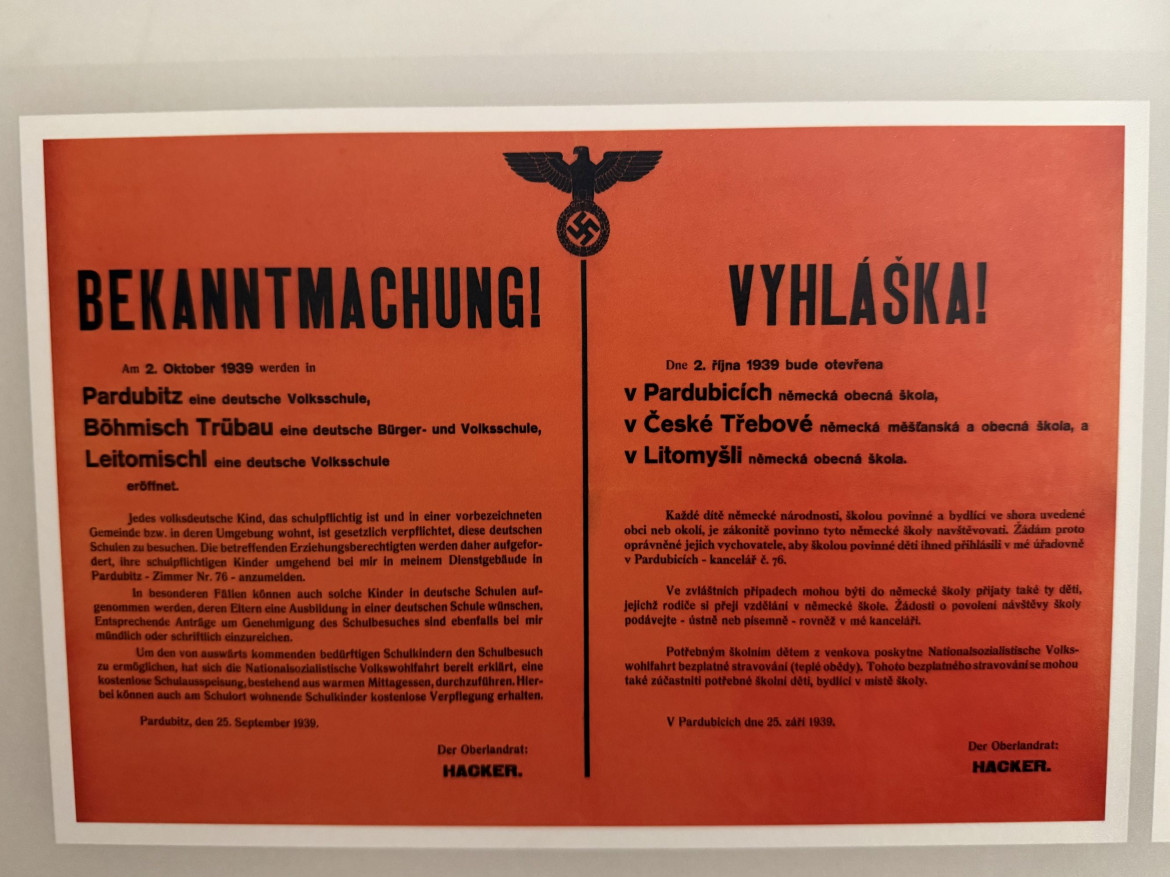 BEKANNTMACHUNG!
Am 2. Oktober 1939 werden in
Pardubitz eine deutsche Volksschule,
Böhmisch Trübau eine deutsche Bürger- und Volksschule,
Leitomischl eine deutsche Volksschule
eröffnet.
Jedes volksdeutsche Kind, das schulpflichtig ist und in einer vorbezeichneten
Gemeinde bzw. in deren Umgebung wohnt, ist gesetzlich verpflichtet, diese deutschen
Schulen zu besuchen. Die betreffenden Erziehungsberechtigten werden daher aufgefor-
dert, ihre schulpflichtigen Kinder umgehend bei mir in meinem Dienstgebäude in
Pardubitz - Zimmer Nr. 76 - anzumelden.
In besonderen Fällen können auch solche Kinder in deutsche Schulen auf-
genommen werden, deren Eltern eine Ausbildung in einer deutschen Schule wünschen.
Entsprechende Anträge um Genehmigung des Schulbesuches sind ebenfalls bei mir
mündlich oder schriftlich einzureichen.
Um den von auswärts kommenden bedürftigen Schulkindern den Schulbesuch
zu ermöglichen, hat sich die Nationalsozialistische Volkswohlfahrt bereit erklärt, eine
kostenlose Schulausspeisung, bestehend aus warmen Mittagessen, durchzuführen. Hier-
bei können auch am Schulort wohnende Schulkinder kostenlose Verpflegung erhalten.
Pardubitz, den 25. September 1939.
Der Oberlandrat:
HACKER.
VYHLÁŠKA!
Dne 2. října 1939 bude otevřena
v Pardubicích německá obecná škola,
v České Třebové německá měšťanská a obecná škola, a
v Litomyšli německá obecná škola.
Každé dítě německé národnosti, školou povinné a bydlící ve shora uvedené
obci neb okolí, je zákonitě povinno tyto německé školy navštěvovati. Žádám proto
oprávněné jejich vychovatele, aby školou povinné děti ihned přihlásili v mé úřadovně
v Pardubicích - kancelář č. 76.
Ve zvláštních případech mohou býti do německé školy přijaty také ty děti,
jejichž rodiče si přejí vzdělání v německé škole. Žádosti o povolení návštěvy školy
podávejte - ústně neb písemně - rovněž v mé kanceláři.
Potřebným školním dětem z venkova poskytne Nationalsozialistische Volks-
wohlfahrt bezplatné stravování (teplé obědy). Tohoto bezplatného stravování se mohou
také zúčastniti potřebné školní děti, bydlící v místě školy.
V Pardubicích dne 25. září 1939.
Der Oberlandrat:
HACKER.